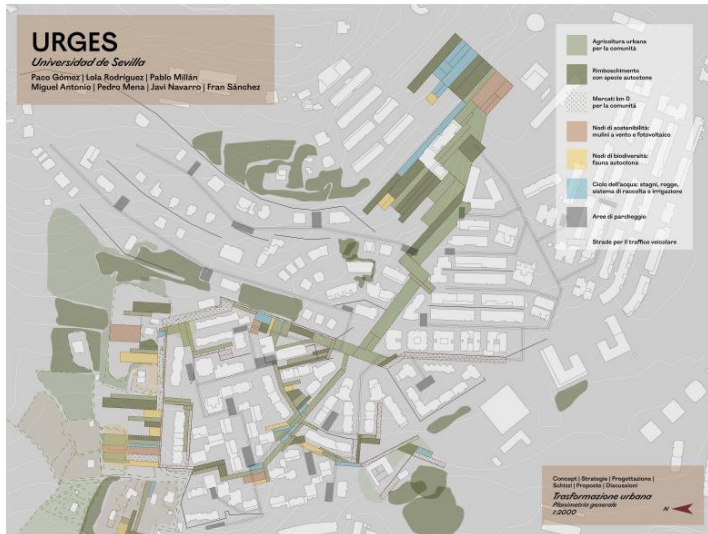 URGES
Universidad de Sevilla
Paco Gómez | Lola Rodríguez | Pablo Millán
Miguel Antonio | Pedro Mena | Javi Navarro | Fran Sánchez
Agricoltura urbana
per la comunità
Rimboschimento
con specie autoctone
Mercati km 0
per la comunità
Nodi di sostenibilità:
mulini a vento e fotovoltaico
Nodi di biodiversità:
fauna autoctona
Ciclo dell'acqua: stagni, rogge,
sistema di raccolta e irrigazione
Aree di parcheggio
Strade per il traffico veicolare
Concept | Strategie | Progettazione |
Schizzi | Proposte | Discussioni
Trasformazione urbana
Planimetria generale
1:2000
N